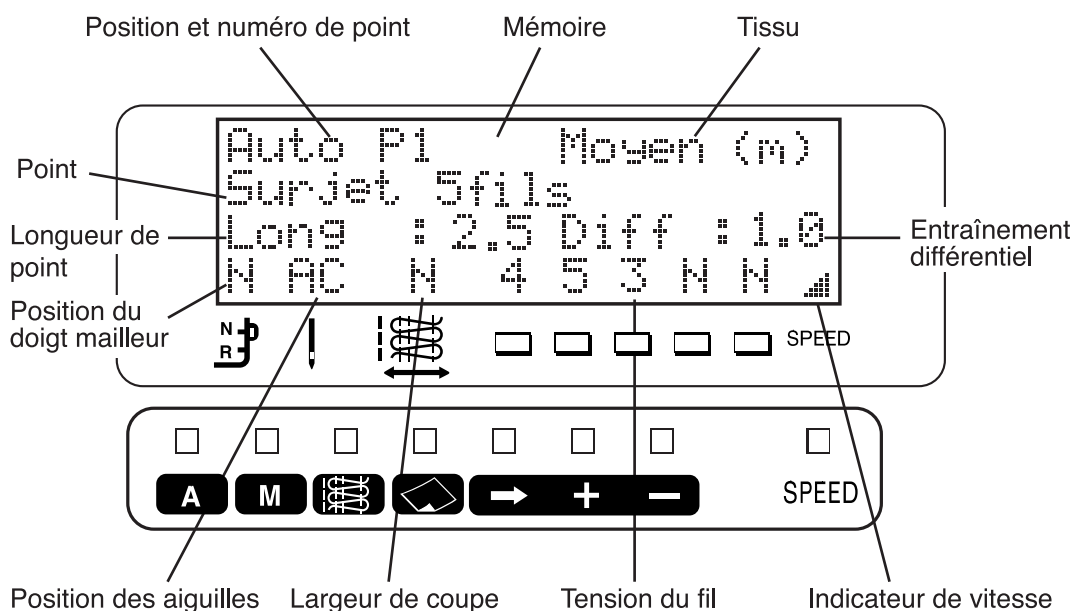 Position et numéro de point
Mémoire
Tissu
Auto P1 Moyen (m)
Point
Surjet 5fils
Longueur de point
Long :2.5 Diff :1.0
Entraînement différentiel
Position du doigt mailleur
N AC N 4 5 3 N N
N
R
SPEED
A M + −
SPEED
Position des aiguilles
Largeur de coupe
Tension du fil
Indicateur de vitesse